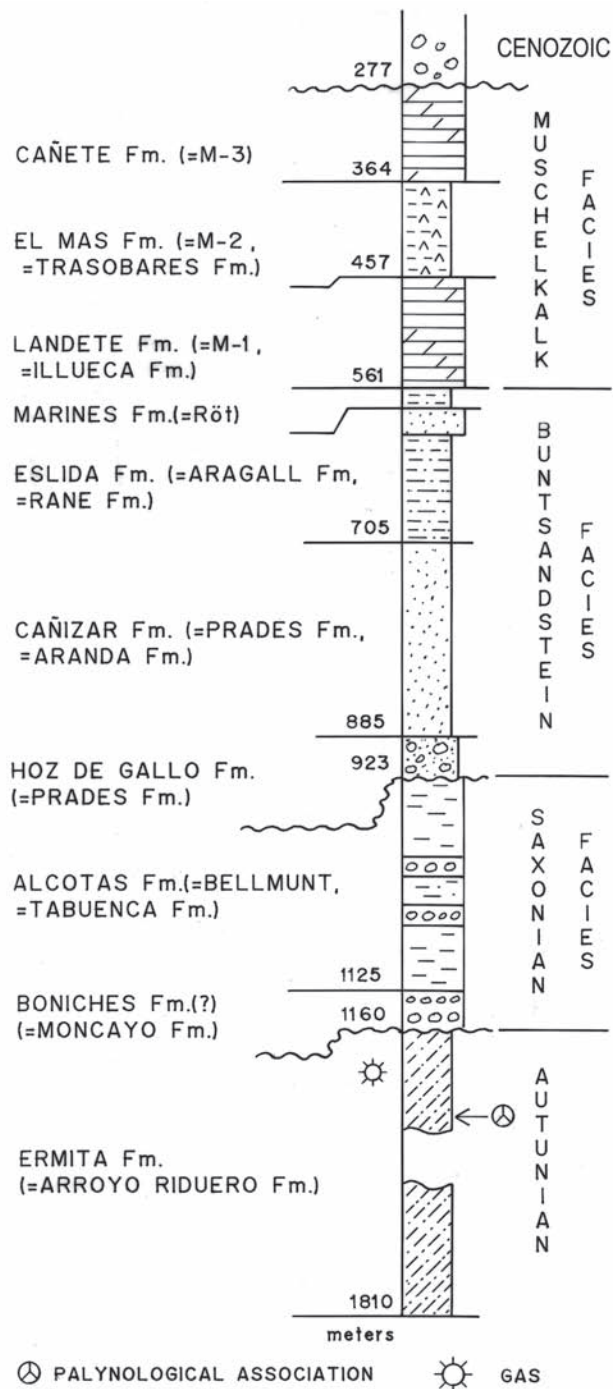 CENOZOIC
277
CAÑETE Fm. (=M-3)
364
EL MAS Fm. (=M-2,
=TRASOBARES Fm.)
457
LANDETE Fm. (=M-1,
=ILLUECA Fm.)
561
MUSCHELKALK
FACIES
MARINES Fm.(=Röt)
ESLIDA Fm. (=ARAGALL Fm,
=RANE Fm.)
705
CAÑIZAR Fm. (=PRADES Fm.,
=ARANDA Fm.)
885
BUNTSANDSTEIN
FACIES
923
HOZ DE GALLO Fm.
(=PRADES Fm.)
ALCOTAS Fm.(=BELLMUNT,
=TABUENCA Fm.)
1125
SAXONIAN
FACIES
BONICHES Fm.(?)
(=MONCAYO Fm.)
1160
ERMITA Fm.
(=ARROYO RIDUERO Fm.)
AUTUNIAN
1810
meters
PALYNOLOGICAL ASSOCIATION
GAS